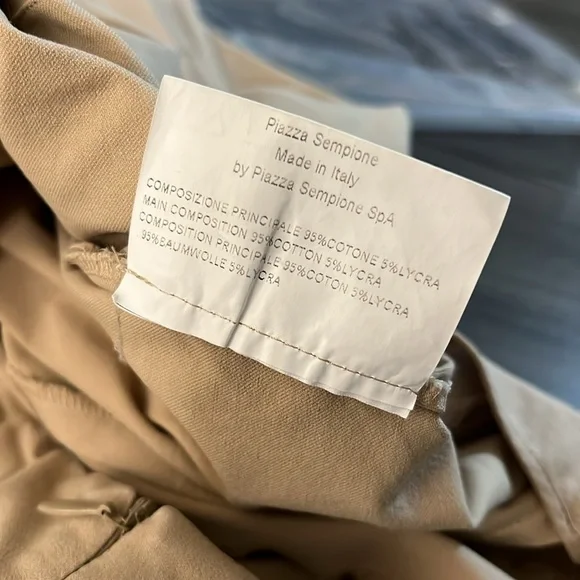 Piazza Sempione
Made in Italy
by Piazza Sempione SpA
COMPOSIZIONE PRINCIPALE 95%COTONE 5%LYCRA
MAIN COMPOSITION 95%COTTON 5%LYCRA
COMPOSITION PRINCIPALE 95%COTON 5%LYCRA
95%BAUMWOLLE 5%LYCRA